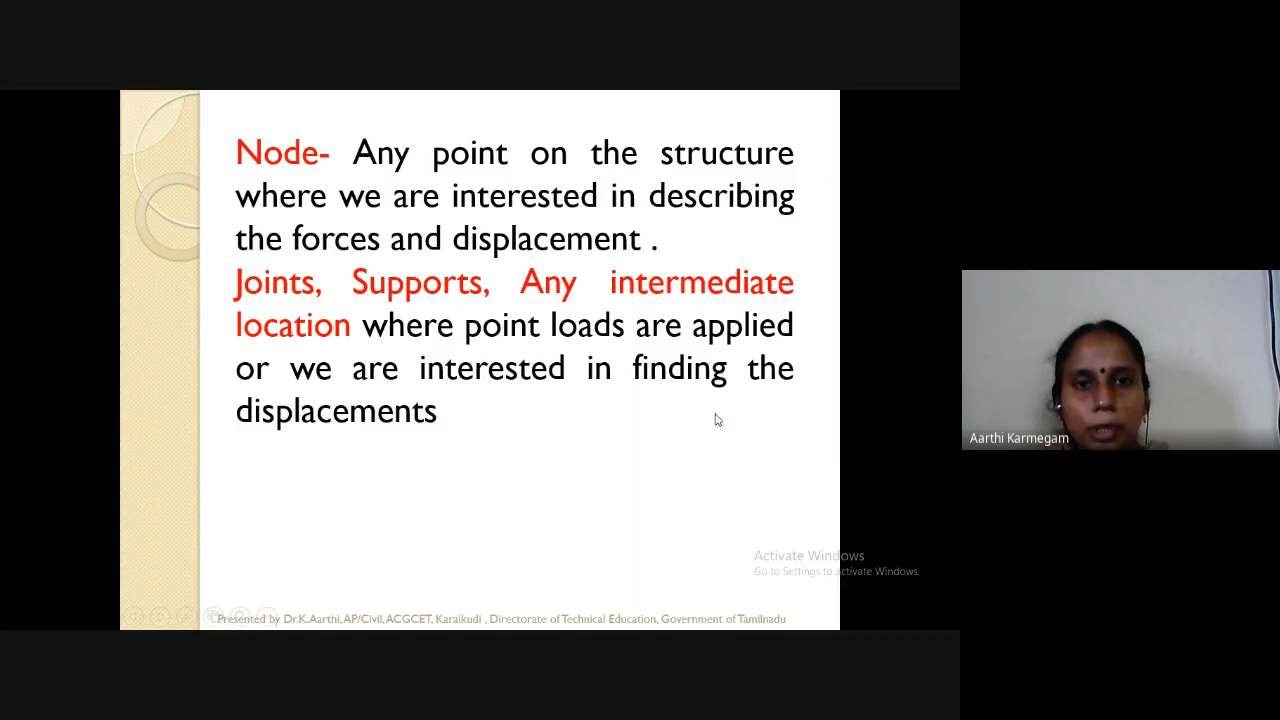 Node- Any point on the structure
where we are interested in describing
the forces and displacement .
Joints, Supports, Any intermediate
location where point loads are applied
or we are interested in finding the
displacements
Aarthi Karmegam
Activate Windows
Go to Settings to activate Windows.
Presented by Dr.K.Aarthi, AP/Civil, ACGCET, Karaikudi , Directorate of Technical Education, Government of Tamilnadu